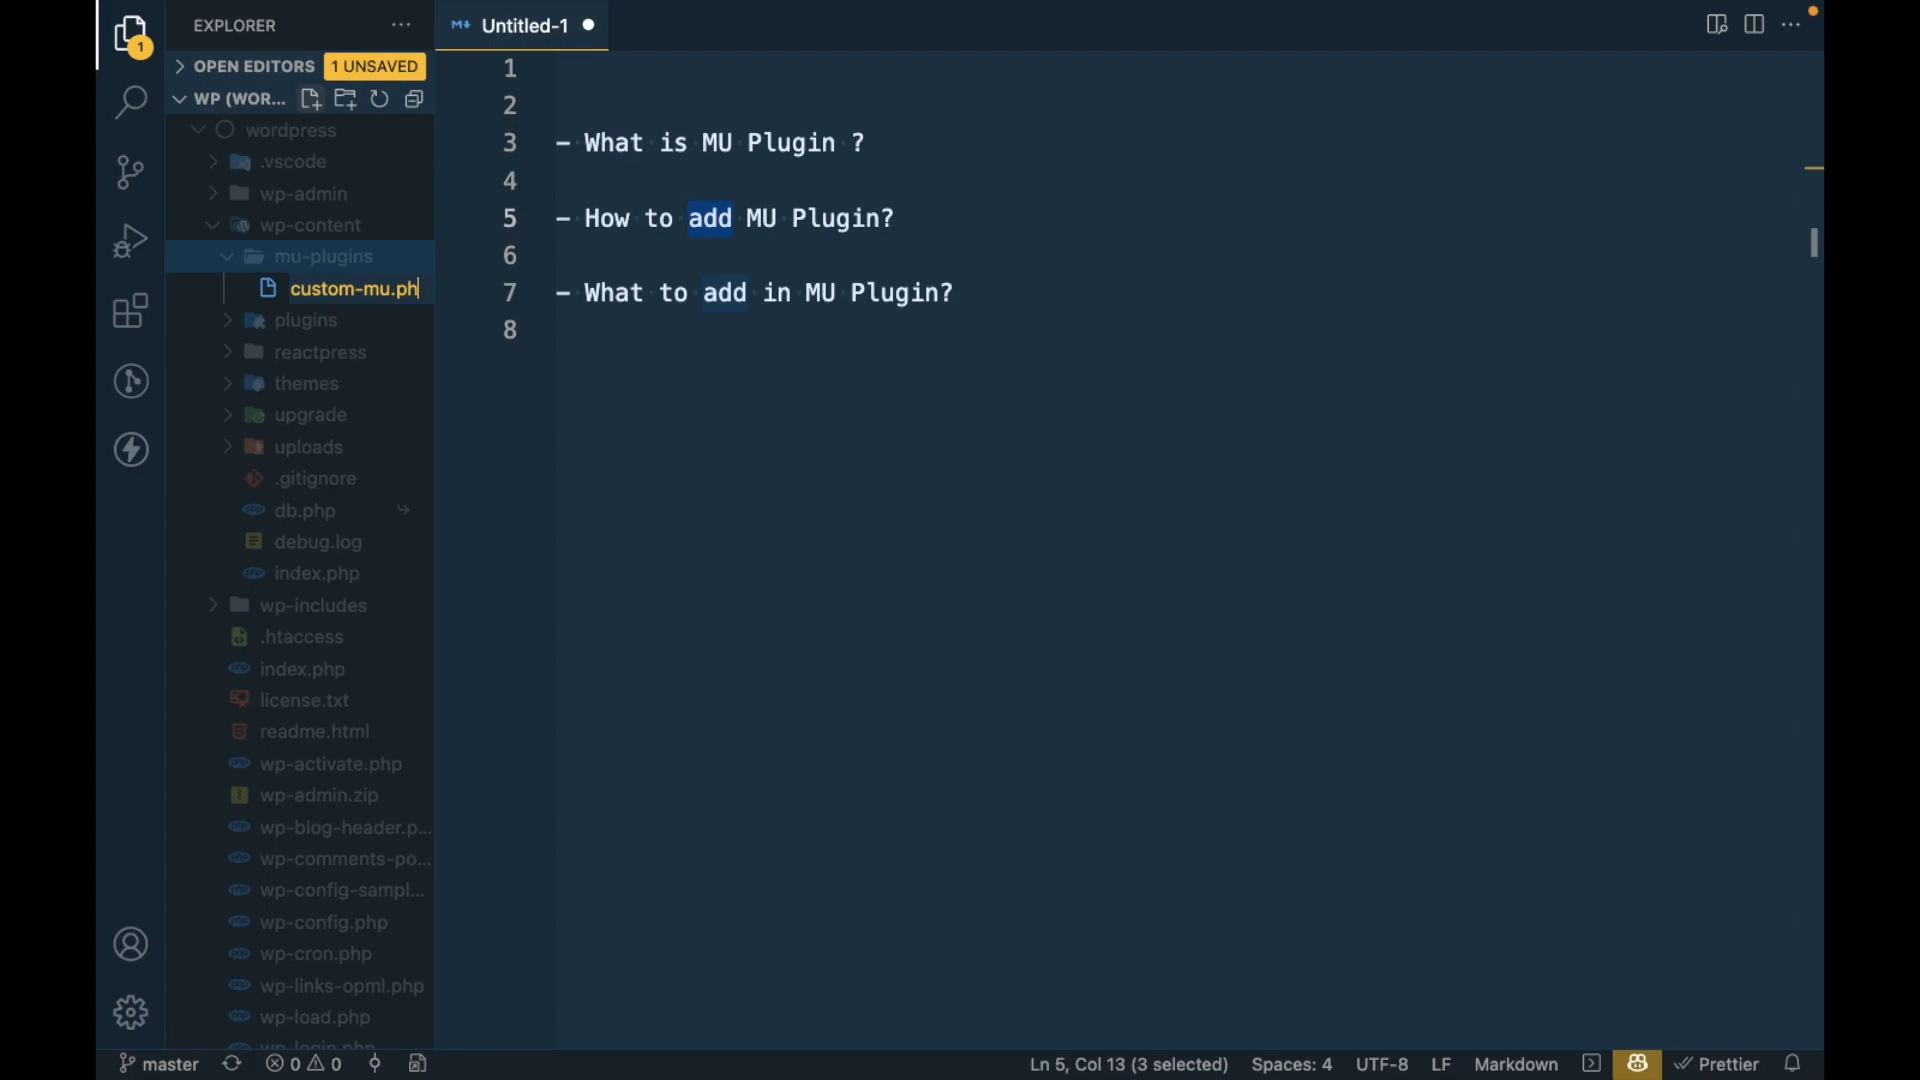 EXPLORER
1
OPEN EDITORS 1 UNSAVED
WP (WOR...
wordpress
.vscode
wp-admin
wp-content
mu-plugins
custom-mu.ph
plugins
reactpress
themes
upgrade
uploads
.gitignore
db.php
debug.log
index.php
wp-includes
.htaccess
index.php
license.txt
readme.html
wp-activate.php
wp-admin.zip
wp-blog-header.p...
wp-comments-po...
wp-config-sampl...
wp-config.php
wp-cron.php
wp-links-opml.php
wp-load.php
wp-login.php
Untitled-1
1
2
3 - What is MU Plugin ?
4
5 - How to add MU Plugin?
6
7 - What to add in MU Plugin?
8
master 0 0 Ln 5, Col 13 (3 selected) Spaces: 4 UTF-8 LF Markdown Prettier